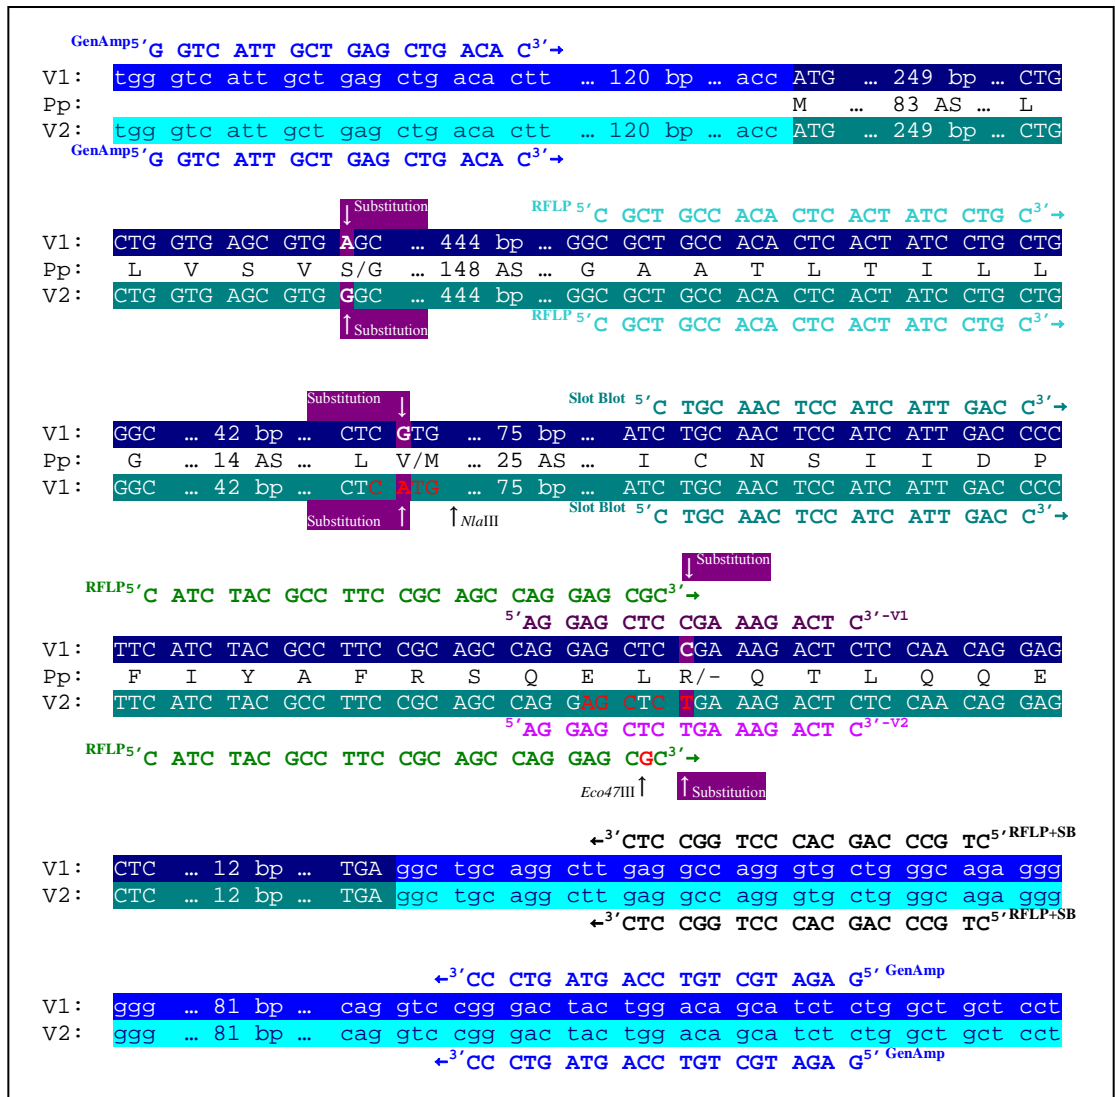 GenAmp5′G GTC ATT GCT GAG CTG ACA C3′→
V1: tgg gtc att gct gag ctg aca ctt … 120 bp … acc ATG … 249 bp … CTG
Pp: M … 83 AS … L
V2: tgg gtc att gct gag ctg aca ctt … 120 bp … acc ATG … 249 bp … CTG
GenAmp5′G GTC ATT GCT GAG CTG ACA C3′→
↓Substitution RFLP 5′C GCT GCC ACA CTC ACT ATC CTG C3′→
V1: CTG GTG AGC GTG AGC … 444 bp … GGC GCT GCC ACA CTC ACT ATC CTG CTG
Pp: L V S V S/G … 148 AS … G A A T L T I L L
V2: CTG GTG AGC GTG GGC … 444 bp … GGC GCT GCC ACA CTC ACT ATC CTG CTG
↑Substitution RFLP 5′C GCT GCC ACA CTC ACT ATC CTG C3′→
Substitution ↓ Slot Blot 5′C TGC AAC TCC ATC ATT GAC C3′→
V1: GGC … 42 bp … CTC GTG … 75 bp … ATC TGC AAC TCC ATC ATT GAC CCC
Pp: G … 14 AS … L V/M … 25 AS … I C N S I I D P
V1: GGC … 42 bp … CTC ATG … 75 bp … ATC TGC AAC TCC ATC ATT GAC CCC
Substitution ↑ ↑NlaIII Slot Blot 5′C TGC AAC TCC ATC ATT GAC C3′→
↓Substitution
RFLP5′C ATC TAC GCC TTC CGC AGC CAG GAG CGC3′→
5′AG GAG CTC CGA AAG ACT C3′-V1
V1: TTC ATC TAC GCC TTC CGC AGC CAG GAG CTC CGA AAG ACT CTC CAA CAG GAG
Pp: F I Y A F R S Q E L R/- Q T L Q Q E
V2: TTC ATC TAC GCC TTC CGC AGC CAG GAG CTC TGA AAG ACT CTC CAA CAG GAG
5′AG GAG CTC TGA AAG ACT C3′-V2
RFLP5′C ATC TAC GCC TTC CGC AGC CAG GAG CGC3′→
Eco47III↑ ↑Substitution
←3′CTC CGG TCC CAC GAC CCG TC5′RFLP+SB
V1: CTC … 12 bp … TGA ggc tgc agg ctt gag gcc agg gtg ctg ggc aga ggg
V2: CTC … 12 bp … TGA ggc tgc agg ctt gag gcc agg gtg ctg ggc aga ggg
←3′CTC CGG TCC CAC GAC CCG TC5′RFLP+SB
←3′CC CTG ATG ACC TGT CGT AGA G5′ GenAmp
V1: ggg … 81 bp … cag gtc cgg gac tac tgg aca gca tct ctg gct gct cct
V2: ggg … 81 bp … cag gtc cgg gac tac tgg aca gca tct ctg gct gct cct
←3′CC CTG ATG ACC TGT CGT AGA G5′ GenAmp